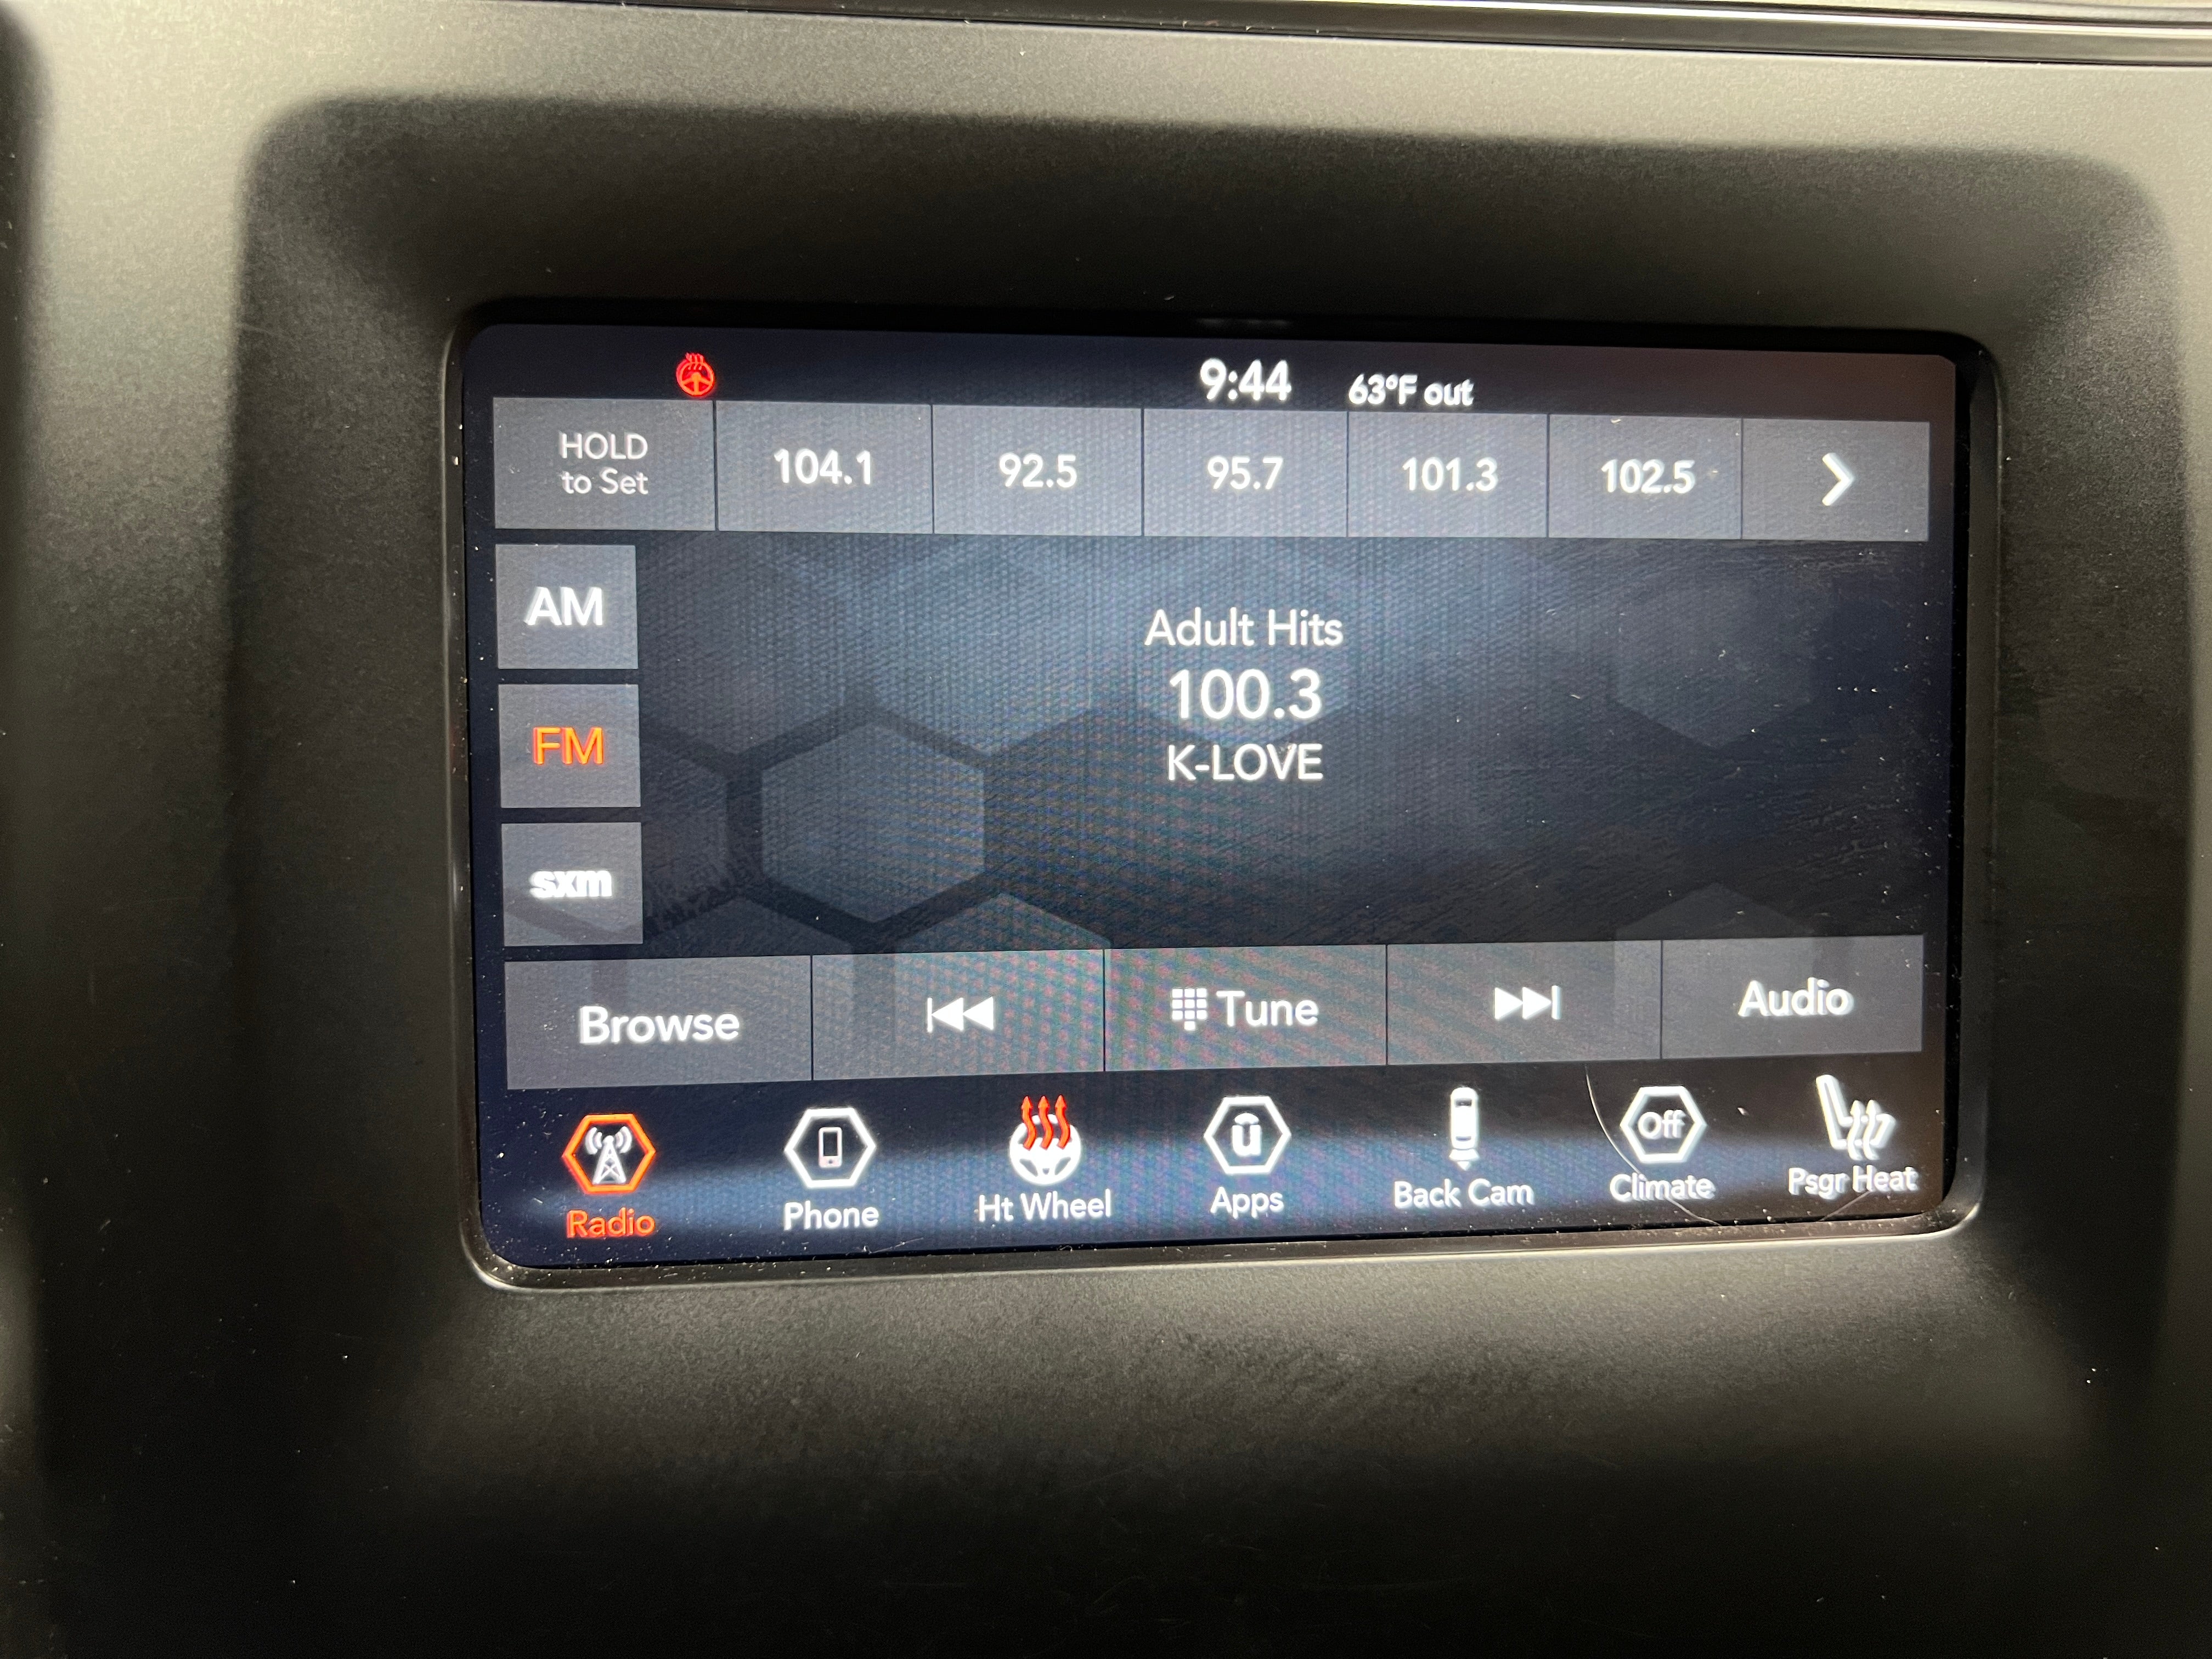 9:44 63°F out
HOLD
to Set
104.1 92.5 95.7 101.3 102.5
AM
FM
sxm
Adult Hits
100.3
K-LOVE
Browse Tune Audio
Off
Radio Phone Ht Wheel Apps Back Cam Climate Psgr Heat